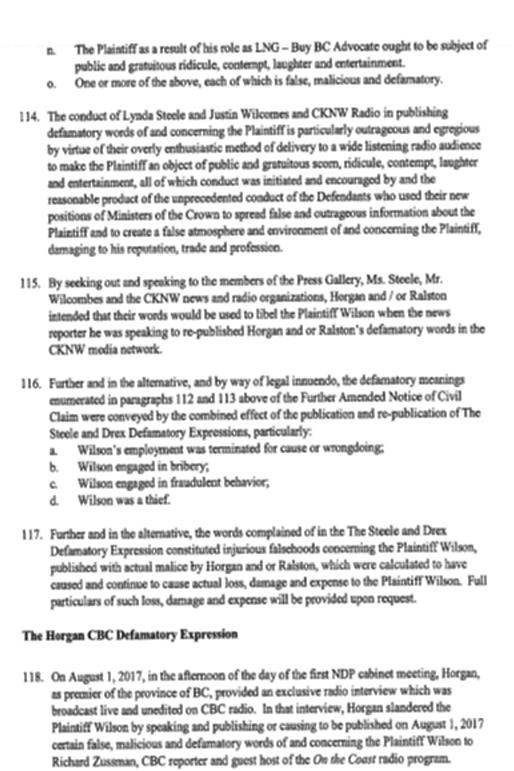 n. The Plaintiff as a result of his role as LNG – Buy BC Advocate ought to be subject of
public and gratuitous ridicule, contempt, laughter and entertainment.
o. One or more of the above, each of which is false, malicious and defamatory.
114. The conduct of Lynda Steele and Justin Wilcomes and CKNW Radio in publishing
defamatory words of and concerning the Plaintiff is particularly outrageous and egregious
by virtue of their overly enthusiastic method of delivery to a wide listening radio audience
to make the Plaintiff an object of public and gratuitous scorn, ridicule, contempt, laughter
and entertainment, all of which conduct was initiated and encouraged by and the
reasonable product of the unprecedented conduct of the Defendants who used their new
positions of Ministers of the Crown to spread false and outrageous information about the
Plaintiff and to create a false atmosphere and environment of and concerning the Plaintiff,
damaging to his reputation, trade and profession.
115. By seeking out and speaking to the members of the Press Gallery, Ms. Steele, Mr.
Wilcombes and the CKNW news and radio organizations, Horgan and / or Ralston
intended that their words would be used to libel the Plaintiff Wilson when the news
reporter he was speaking to re-published Horgan and or Ralston's defamatory words in the
CKNW media network.
116. Further and in the alternative, and by way of legal innuendo, the defamatory meanings
enumerated in paragraphs 112 and 113 above of the Further Amended Notice of Civil
Claim were conveyed by the combined effect of the publication and re-publication of The
Steele and Drex Defamatory Expressions, particularly:
a. Wilson's employment was terminated for cause or wrongdoing;
b. Wilson engaged in bribery;
c. Wilson engaged in fraudulent behavior;
d. Wilson was a thief.
117. Further and in the alternative, the words complained of in the The Steele and Drex
Defamatory Expression constituted injurious falsehoods concerning the Plaintiff Wilson,
published with actual malice by Horgan and or Ralston, which were calculated to have
caused and continue to cause actual loss, damage and expense to the Plaintiff Wilson. Full
particulars of such loss, damage and expense will be provided upon request.
The Horgan CBC Defamatory Expression
118. On August 1, 2017, in the afternoon of the day of the first NDP cabinet meeting, Horgan,
as premier of the province of BC, provided an exclusive radio interview which was
broadcast live and unedited on CBC radio. In that interview, Horgan slandered the
Plaintiff Wilson by speaking and publishing or causing to be published on August 1, 2017
certain false, malicious and defamatory words of and concerning the Plaintiff Wilson to
Richard Zussman, CBC reporter and guest host of the On the Coast radio program.